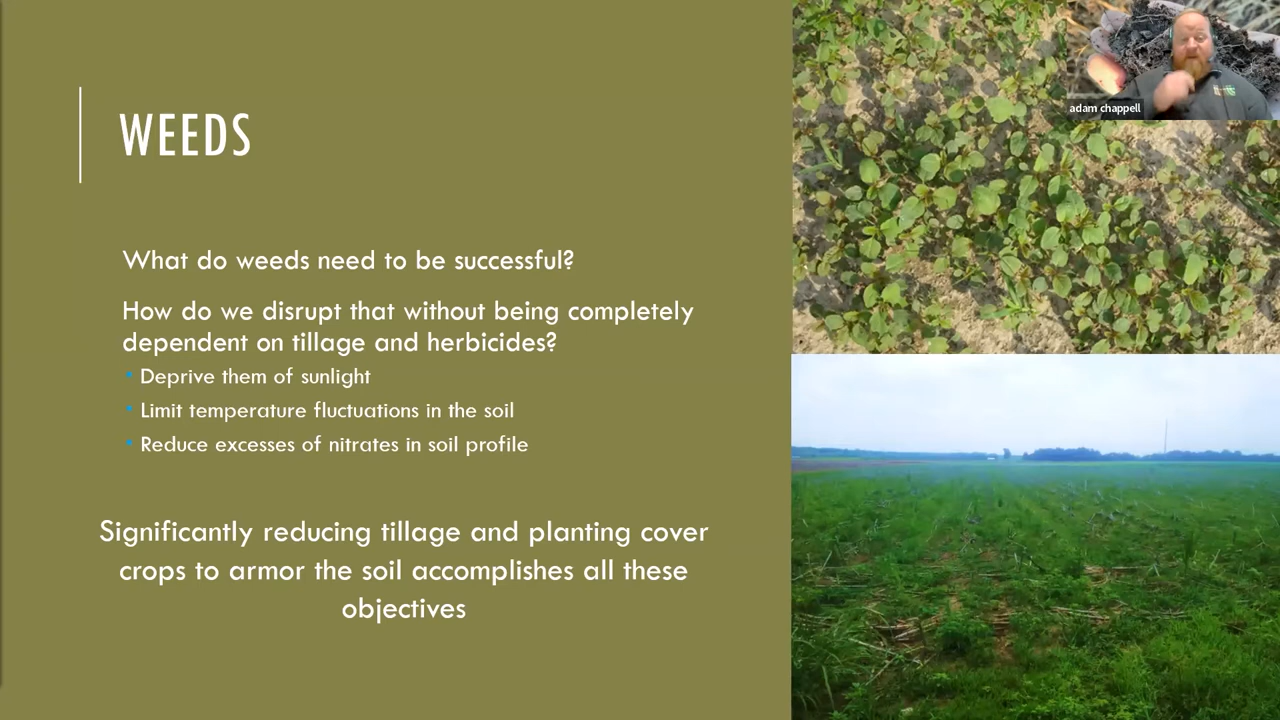 WEEDS
What do weeds need to be successful?
How do we disrupt that without being completely
dependent on tillage and herbicides?
Deprive them of sunlight
Limit temperature fluctuations in the soil
Reduce excesses of nitrates in soil profile
Significantly reducing tillage and planting cover
crops to armor the soil accomplishes all these
objectives
adam chappell